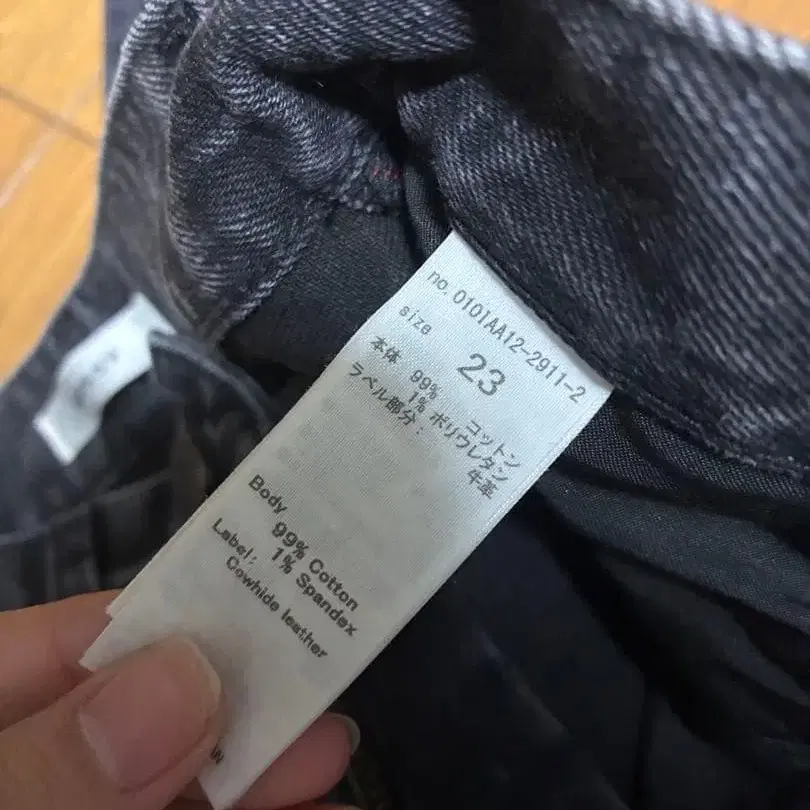 no. 0101AA12-2911-2
size 23
本体 99% コットン
1% ポリウレタン
ラベル部分: 牛革
Body
99% Cotton
1% Spandex
Label:
Cowhide leather